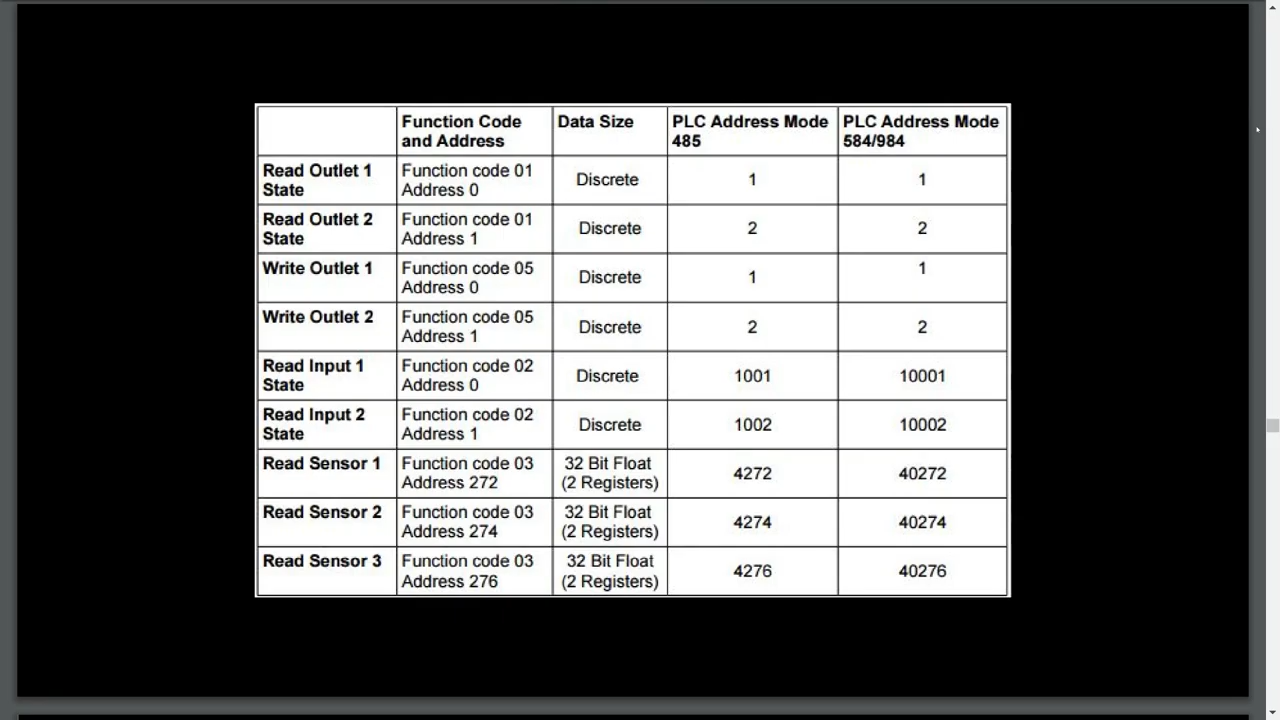 Function Code
and Address
Data Size
PLC Address Mode
485
PLC Address Mode
584/984
Read Outlet 1
State
Function code 01
Address 0
Discrete
1
1
Read Outlet 2
State
Function code 01
Address 1
Discrete
2
2
Write Outlet 1
Function code 05
Address 0
Discrete
1
1
Write Outlet 2
Function code 05
Address 1
Discrete
2
2
Read Input 1
State
Function code 02
Address 0
Discrete
1001
10001
Read Input 2
State
Function code 02
Address 1
Discrete
1002
10002
Read Sensor 1
Function code 03
Address 272
32 Bit Float
(2 Registers)
4272
40272
Read Sensor 2
Function code 03
Address 274
32 Bit Float
(2 Registers)
4274
40274
Read Sensor 3
Function code 03
Address 276
32 Bit Float
(2 Registers)
4276
40276